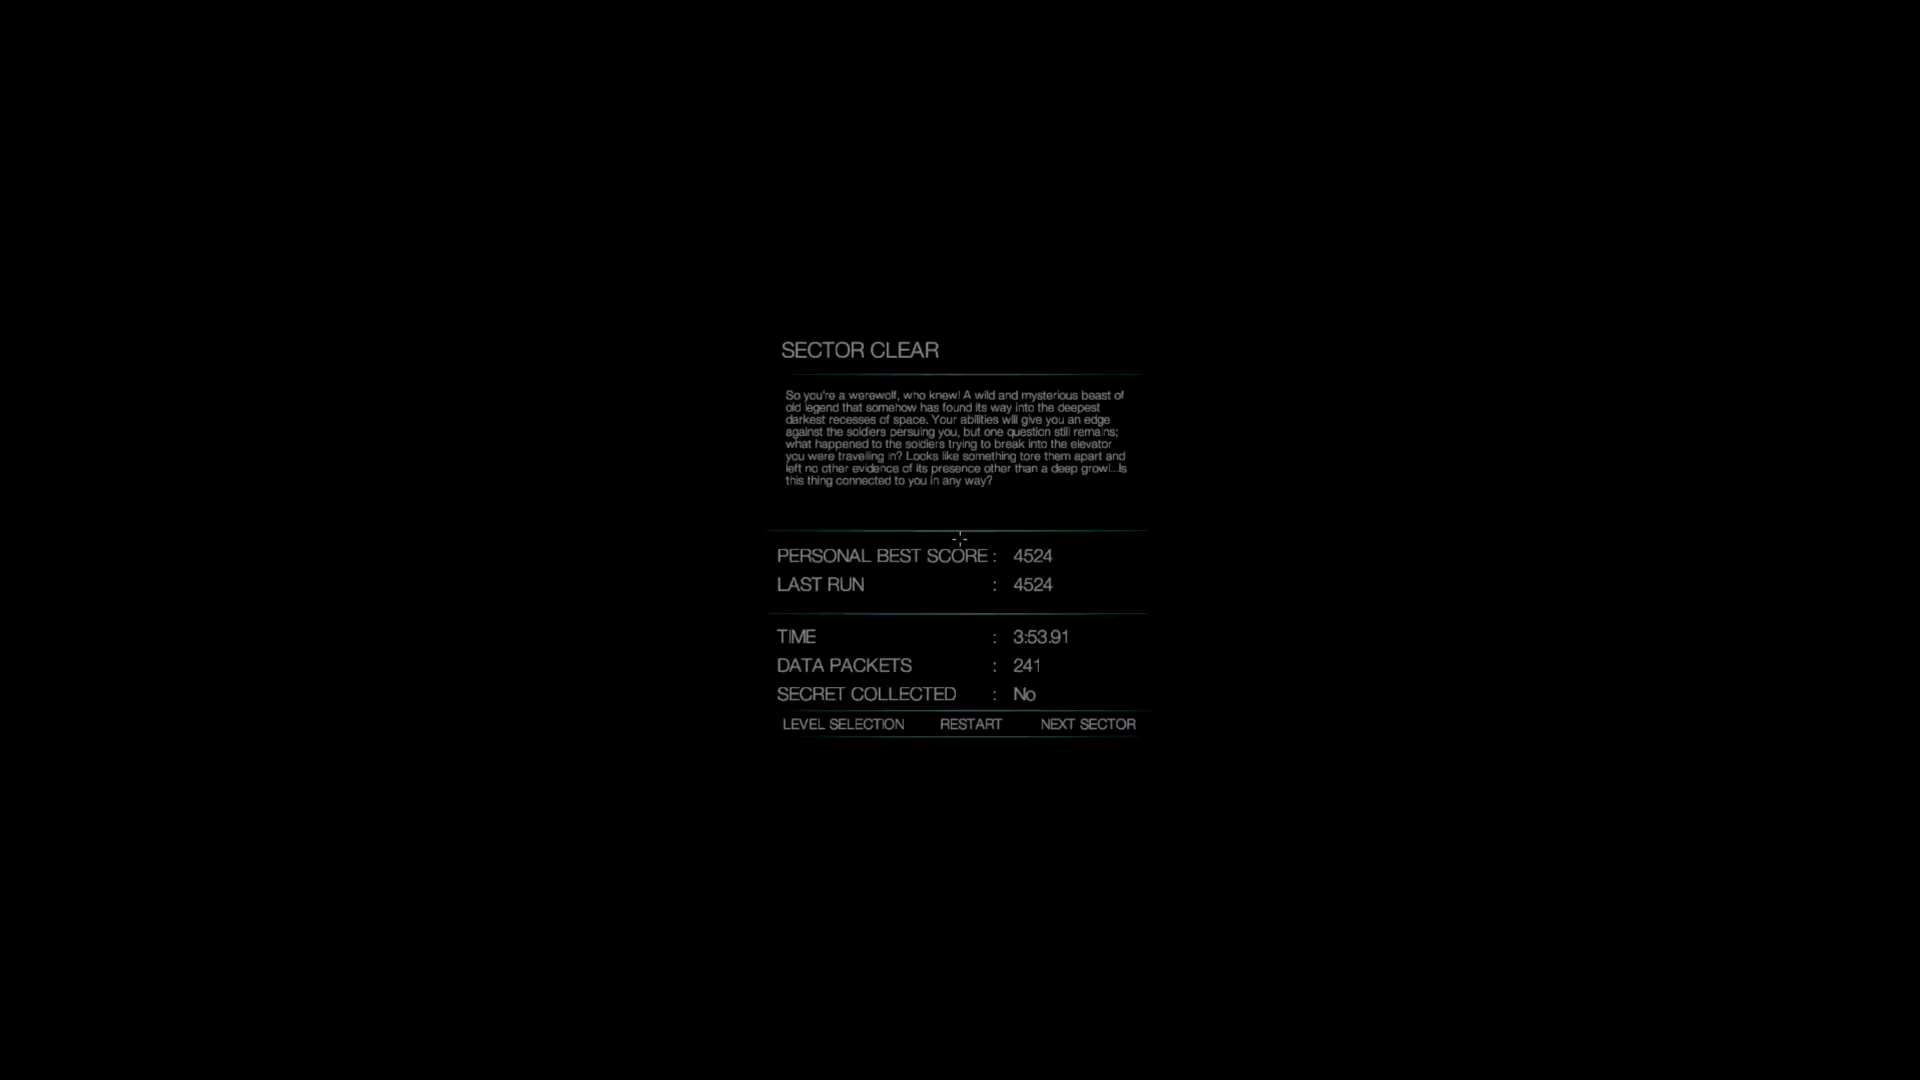 SECTOR CLEAR
So you're a werewolf, who knew! A wild and mysterious beast of
old legend that somehow has found its way into the deepest
darkest recesses of space. Your abilities will give you an edge
against the soldiers persuing you, but one question still remains;
what happened to the soldiers trying to break into the elevator
you were travelling in? Looks like something tore them apart and
left no other evidence of its presence other than a deep growl...Is
this thing connected to you in any way?
PERSONAL BEST SCORE : 4524
LAST RUN : 4524
TIME : 3:53.91
DATA PACKETS : 241
SECRET COLLECTED : No
LEVEL SELECTION RESTART NEXT SECTOR